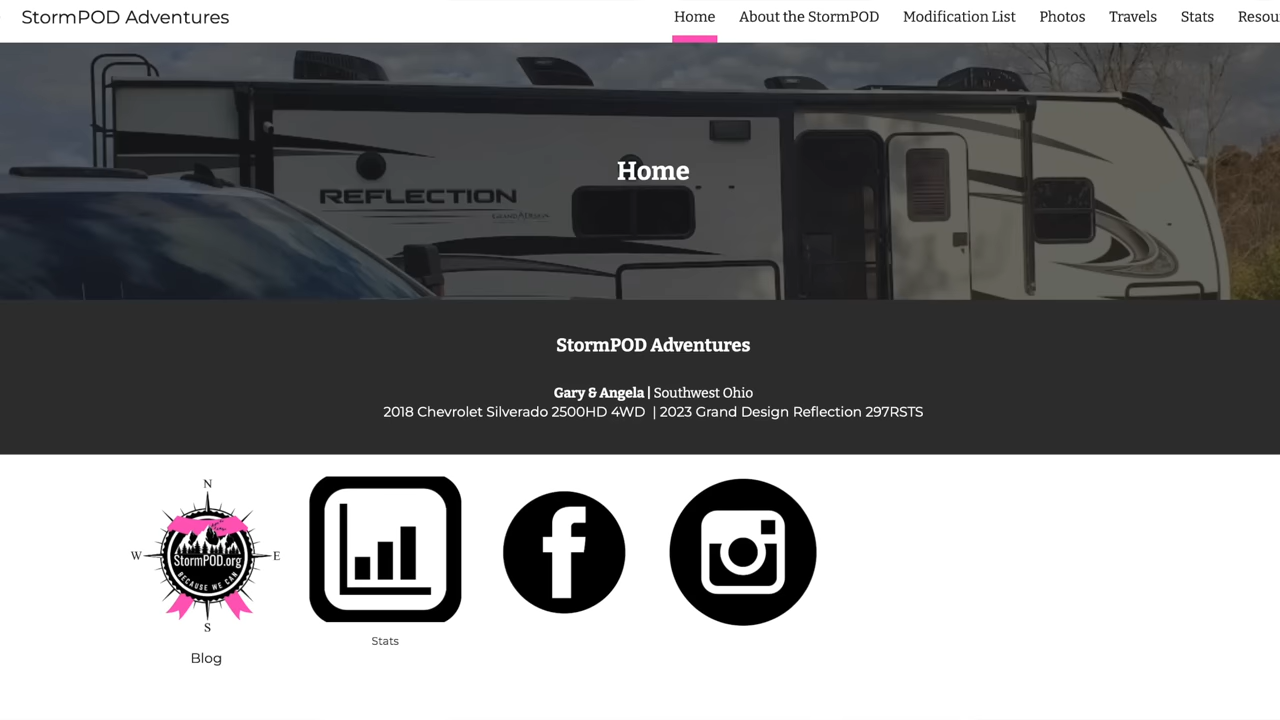 StormPOD Adventures
Home About the StormPOD Modification List Photos Travels Stats Resou
REFLECTION
Home
StormPOD Adventures
Gary & Angela | Southwest Ohio
2018 Chevrolet Silverado 2500HD 4WD | 2023 Grand Design Reflection 297RSTS
N
W
StormPOD.org
E
BECAUSE WE CAN
S
Blog
Stats